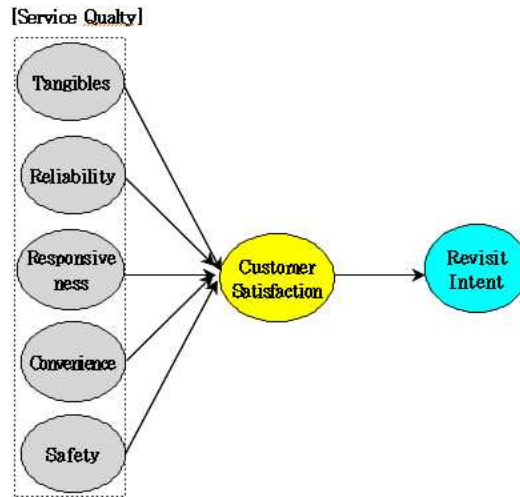 [Service Qualty]
Tangibles
Reliability
Responsive
ness
Convenience
Safety
Customer
Satisfaction
Revisit
Intent